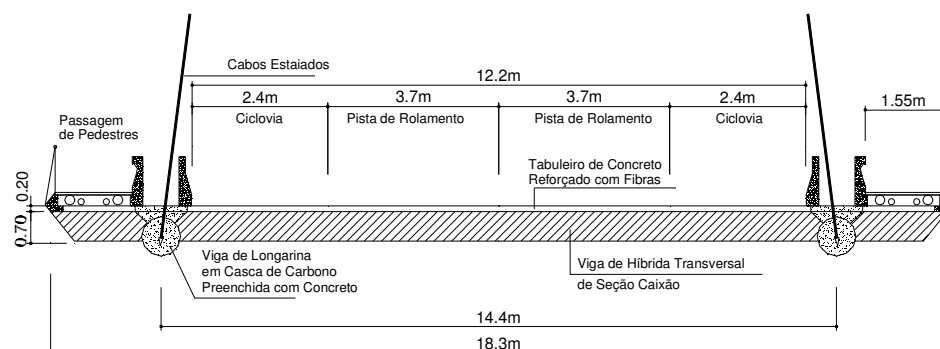 Cabos Estaiados
12.2m
2.4m
3.7m
3.7m
2.4m
1.55m
Ciclovia
Pista de Rolamento
Pista de Rolamento
Ciclovia
Passagem
de Pedestres
Tabuleiro de Concreto
Reforçado com Fibras
0.20
0.70
Viga de Longarina
em Casca de Carbono
Preenchida com Concreto
Viga de Híbrida Transversal
de Seção Caixão
14.4m
18.3m